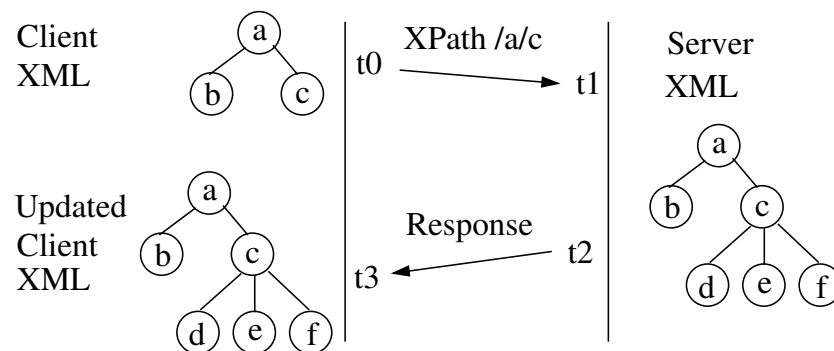 Client
XML
a
b
c
t0
XPath /a/c
t1
Server
XML
a
b
c
d
e
f
Updated
Client
XML
a
b
c
d
e
f
Response
t2
t3